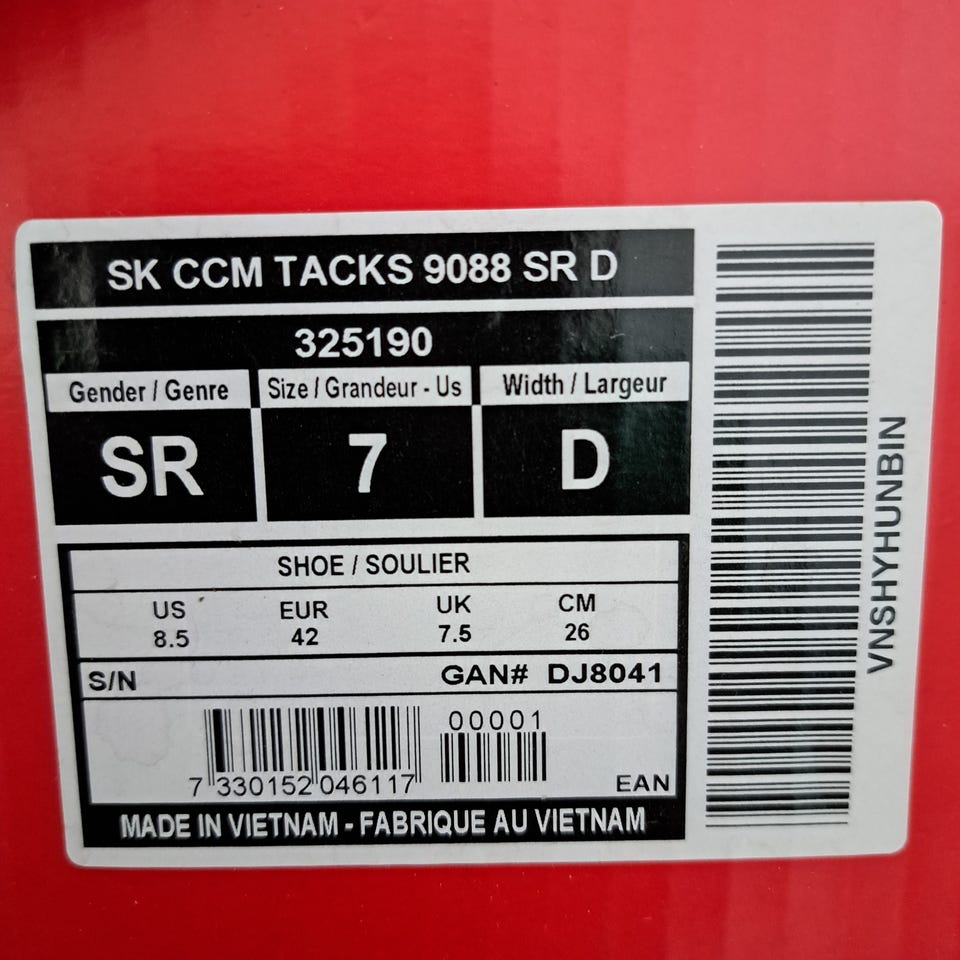 SK CCM TACKS 9088 SR D
325190
Gender / Genre Size / Grandeur - Us Width / Largeur
SR 7 D
SHOE / SOULIER
US EUR UK CM
8.5 42 7.5 26
S/N GAN# DJ8041
00001
7 330152 046117 EAN
MADE IN VIETNAM - FABRIQUE AU VIETNAM
VNSHYHUNBIN